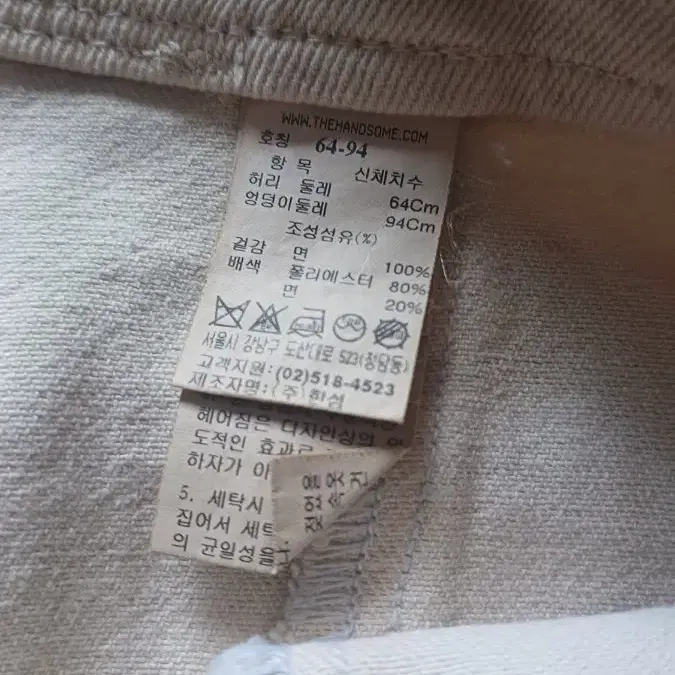 WWW.THEHANDSOME.COM
호칭 64-94
항 목 신체치수
허리 둘레 64Cm
엉덩이둘레 94Cm
조성섬유(%)
겉감 면 100%
배색 폴리에스터 80%
면 20%
서울시 강남구 도산대로 523(청담동)
고객지원:(02)518-4523
제조자명:(주)한섬
헤어짐은 디자인상의
도적인 효과로
하자가 아
5. 세탁시
집어서 세탁
의 균일성을